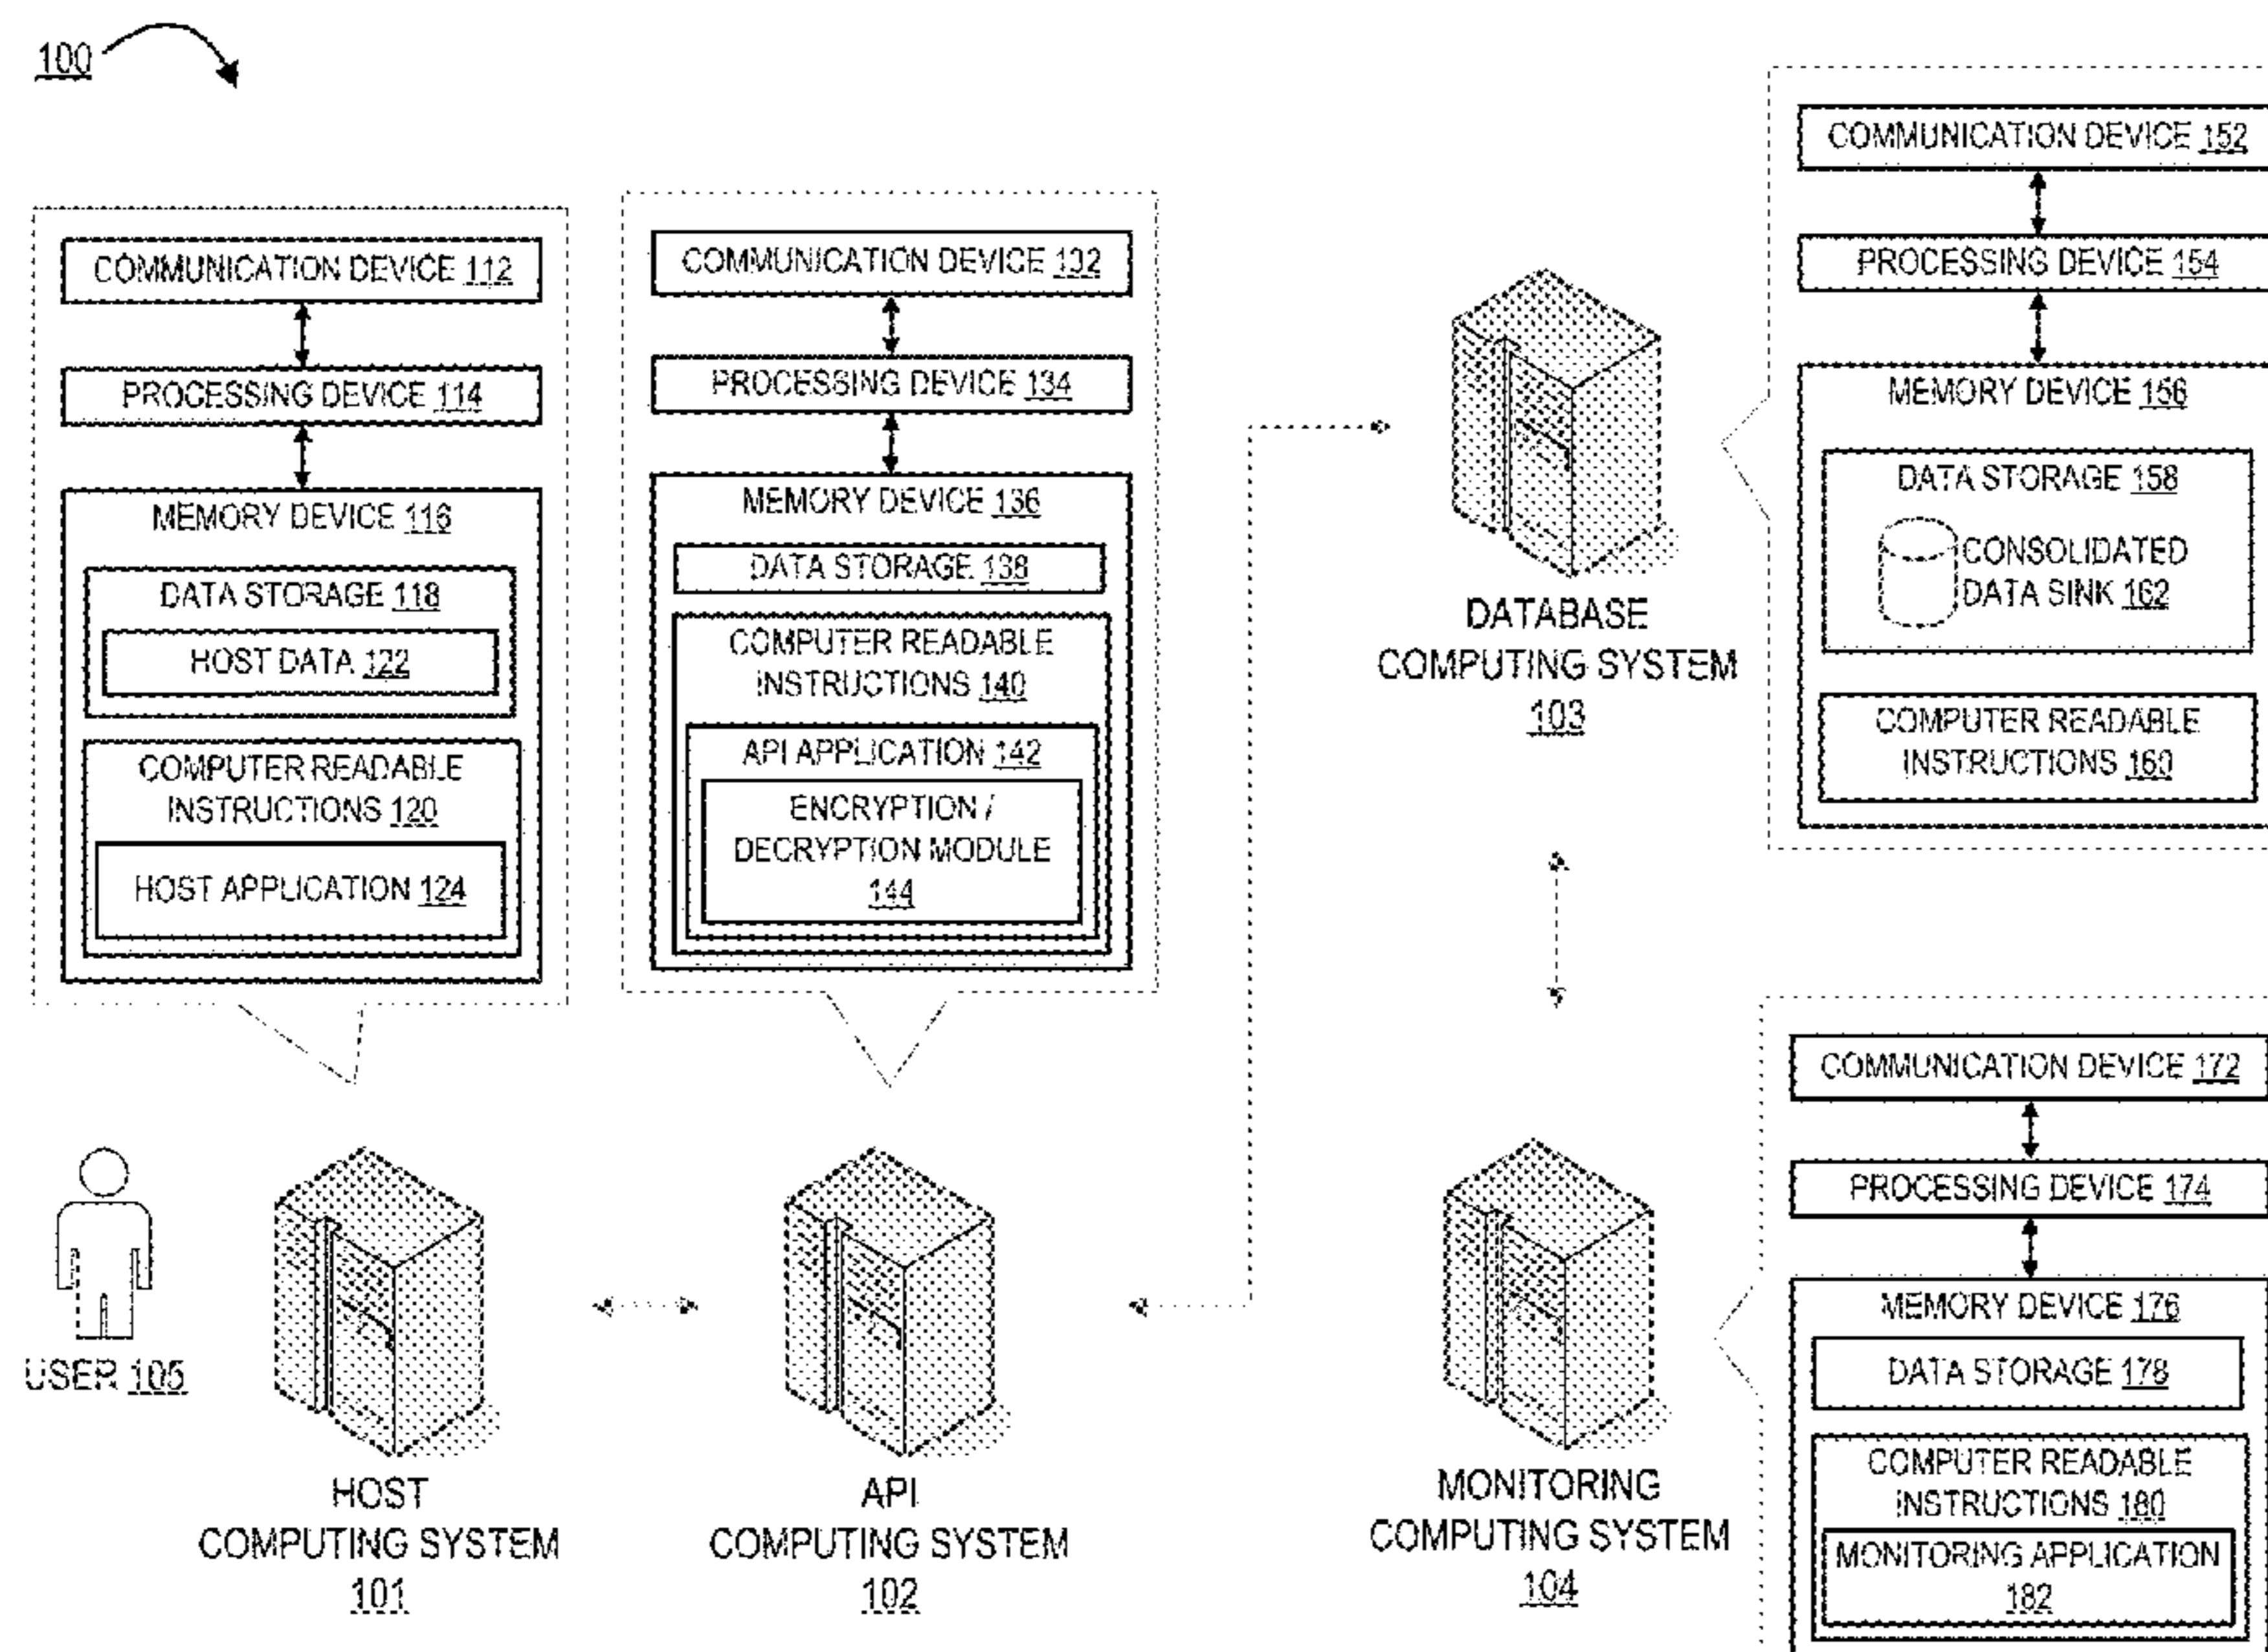 100
COMMUNICATION DEVICE 112
PROCESSING DEVICE 114
MEMORY DEVICE 116
DATA STORAGE 118
HOST DATA 122
COMPUTER READABLE
INSTRUCTIONS 120
HOST APPLICATION 124
COMMUNICATION DEVICE 132
PROCESSING DEVICE 134
MEMORY DEVICE 136
DATA STORAGE 138
COMPUTER READABLE
INSTRUCTIONS 140
API APPLICATION 142
ENCRYPTION /
DECRYPTION MODULE
144
DATABASE
COMPUTING SYSTEM
103
COMMUNICATION DEVICE 152
PROCESSING DEVICE 154
MEMORY DEVICE 156
DATA STORAGE 158
CONSOLIDATED
DATA SINK 162
COMPUTER READABLE
INSTRUCTIONS 160
USER 105
HOST
COMPUTING SYSTEM
101
API
COMPUTING SYSTEM
102
MONITORING
COMPUTING SYSTEM
104
COMMUNICATION DEVICE 172
PROCESSING DEVICE 174
MEMORY DEVICE 176
DATA STORAGE 178
COMPUTER READABLE
INSTRUCTIONS 180
MONITORING APPLICATION
182